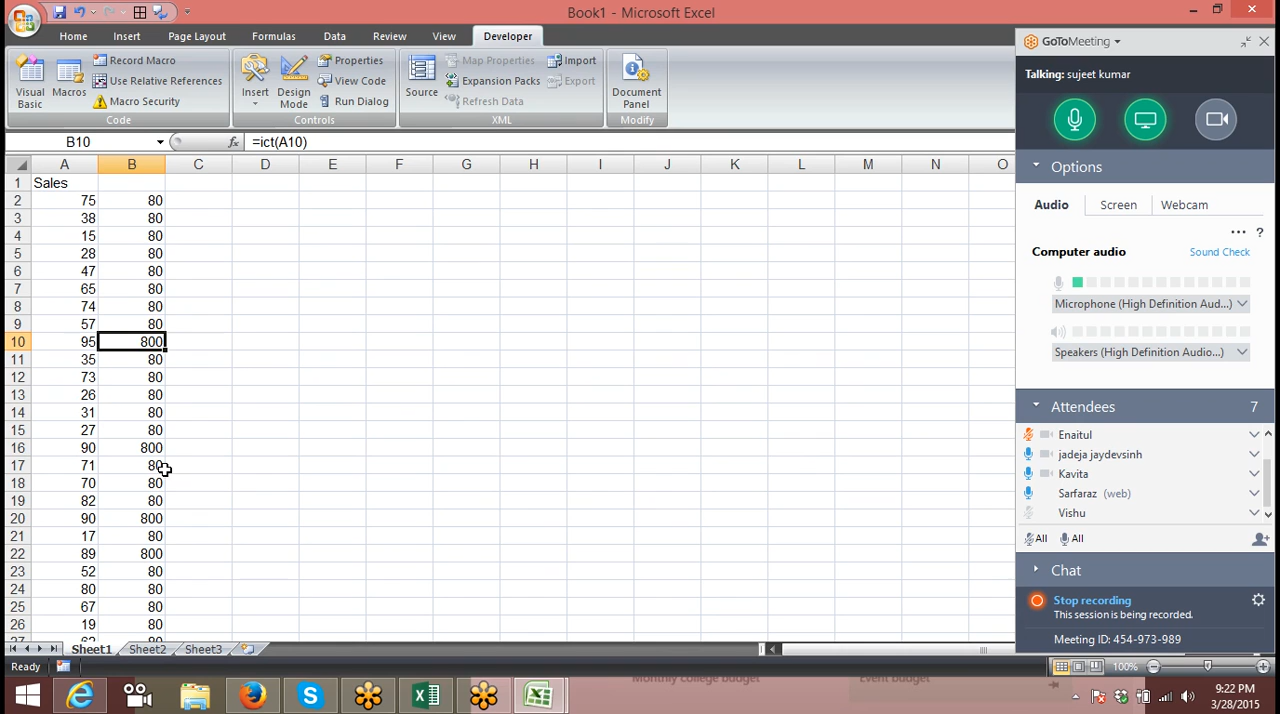 Book1 - Microsoft Excel
Home Insert Page Layout Formulas Data Review View Developer
Visual Basic
Macros
Record Macro
Use Relative References
Macro Security
Code
Insert
Design Mode
Properties
View Code
Run Dialog
Controls
Source
Map Properties
Expansion Packs
Refresh Data
Import
Export
XML
Document Panel
Modify
B10 fx =ict(A10)
A B C D E F G H I J K L M N O
1 Sales
2 75 80
3 38 80
4 15 80
5 28 80
6 47 80
7 65 80
8 74 80
9 57 80
10 95 800
11 35 80
12 73 80
13 26 80
14 31 80
15 27 80
16 90 800
17 71 80
18 70 80
19 82 80
20 90 800
21 17 80
22 89 800
23 52 80
24 80 80
25 67 80
26 19 80
27 62 80
Sheet1 Sheet2 Sheet3
Ready
100%
GoToMeeting
Talking: sujeet kumar
Options
Audio Screen Webcam
... ?
Computer audio Sound Check
Microphone (High Definition Aud...)
Speakers (High Definition Audio...)
Attendees 7
Enaitul
jadeja jaydevsinh
Kavita
Sarfaraz (web)
Vishu
All All
Chat
Stop recording
This session is being recorded.
Meeting ID: 454-973-989
Monthly college budget
Event budget
9:22 PM
3/28/2015